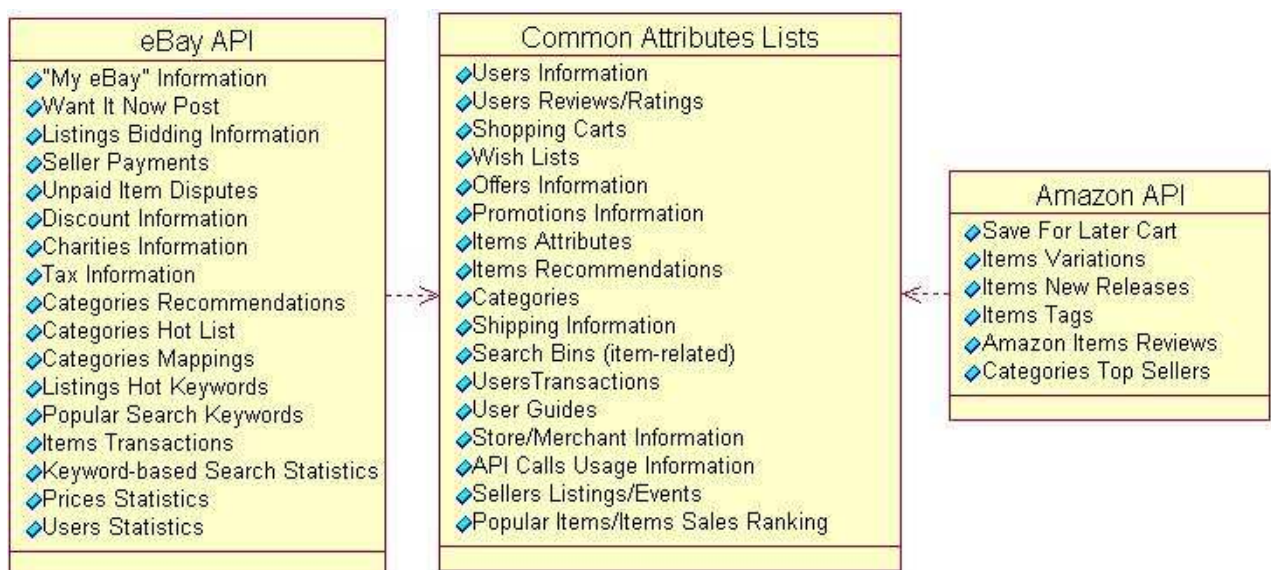 eBay API
"My eBay" Information
Want It Now Post
Listings Bidding Information
Seller Payments
Unpaid Item Disputes
Discount Information
Charities Information
Tax Information
Categories Recommendations
Categories Hot List
Categories Mappings
Listings Hot Keywords
Popular Search Keywords
Items Transactions
Keyword-based Search Statistics
Prices Statistics
Users Statistics
Common Attributes Lists
Users Information
Users Reviews/Ratings
Shopping Carts
Wish Lists
Offers Information
Promotions Information
Items Attributes
Items Recommendations
Categories
Shipping Information
Search Bins (item-related)
UsersTransactions
User Guides
Store/Merchant Information
API Calls Usage Information
Sellers Listings/Events
Popular Items/Items Sales Ranking
Amazon API
Save For Later Cart
Items Variations
Items New Releases
Items Tags
Amazon Items Reviews
Categories Top Sellers